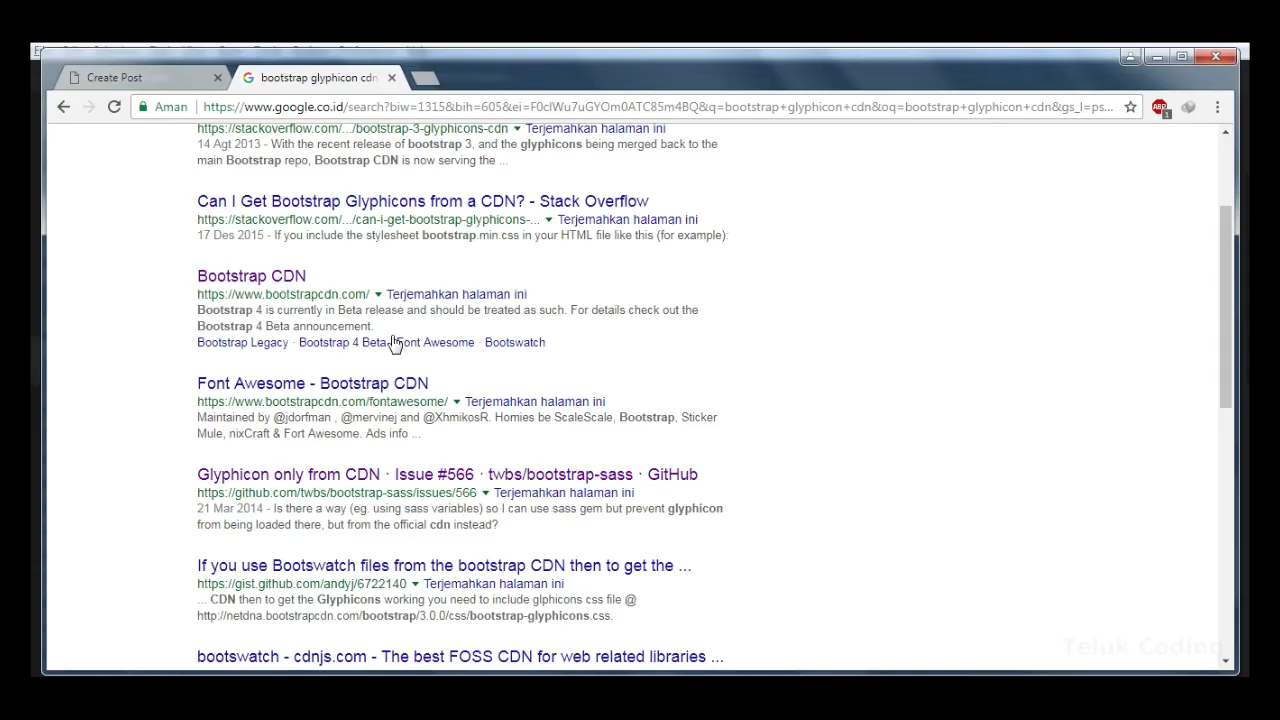 Create Post
bootstrap glyphicon cdn
Aman
https://www.google.co.id/search?biw=1315&bih=605&ei=F0clWu7uGYOm0ATC85m4BQ&q=bootstrap+glyphicon+cdn&oq=bootstrap+glyphicon+cdn&gs_l=ps...
ABP
1
https://stackoverflow.com/.../bootstrap-3-glyphicons-cdn Terjemahkan halaman ini
14 Agt 2013 - With the recent release of bootstrap 3, and the glyphicons being merged back to the
main Bootstrap repo, Bootstrap CDN is now serving the ...
Can I Get Bootstrap Glyphicons from a CDN? - Stack Overflow
https://stackoverflow.com/.../can-i-get-bootstrap-glyphicons-... Terjemahkan halaman ini
17 Des 2015 - If you include the stylesheet bootstrap.min.css in your HTML file like this (for example):
Bootstrap CDN
https://www.bootstrapcdn.com/ Terjemahkan halaman ini
Bootstrap 4 is currently in Beta release and should be treated as such. For details check out the
Bootstrap 4 Beta announcement.
Bootstrap Legacy · Bootstrap 4 Beta · Font Awesome · Bootswatch
Font Awesome - Bootstrap CDN
https://www.bootstrapcdn.com/fontawesome/ Terjemahkan halaman ini
Maintained by @jdorfman , @mervinej and @XhmikosR. Homies be ScaleScale, Bootstrap, Sticker
Mule, nixCraft & Fort Awesome. Ads info ...
Glyphicon only from CDN · Issue #566 · twbs/bootstrap-sass · GitHub
https://github.com/twbs/bootstrap-sass/issues/566 Terjemahkan halaman ini
21 Mar 2014 - Is there a way (eg. using sass variables) so I can use sass gem but prevent glyphicon
from being loaded there, but from the official cdn instead?
If you use Bootswatch files from the bootstrap CDN then to get the ...
https://gist.github.com/andyj/6722140 Terjemahkan halaman ini
... CDN then to get the Glyphicons working you need to include glphicons css file @
http://netdna.bootstrapcdn.com/bootstrap/3.0.0/css/bootstrap-glyphicons.css.
bootswatch - cdnjs.com - The best FOSS CDN for web related libraries ...
Teluk Coding